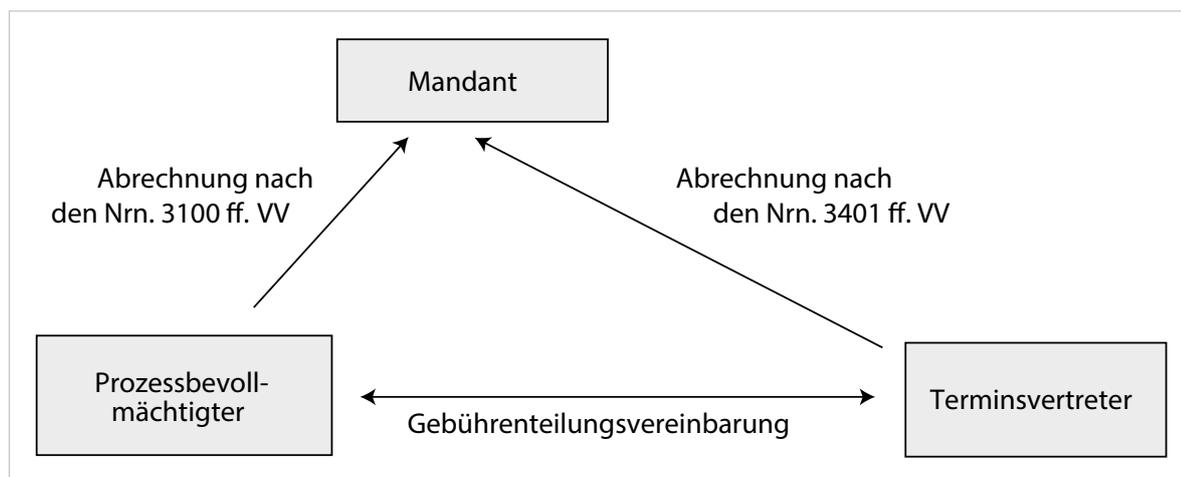 Mandant
Abrechnung nach
den Nrn. 3100 ff. VV
Abrechnung nach
den Nrn. 3401 ff. VV
Prozessbevoll-
mächtigter
Gebührenteilungsvereinbarung
Terminsvertreter